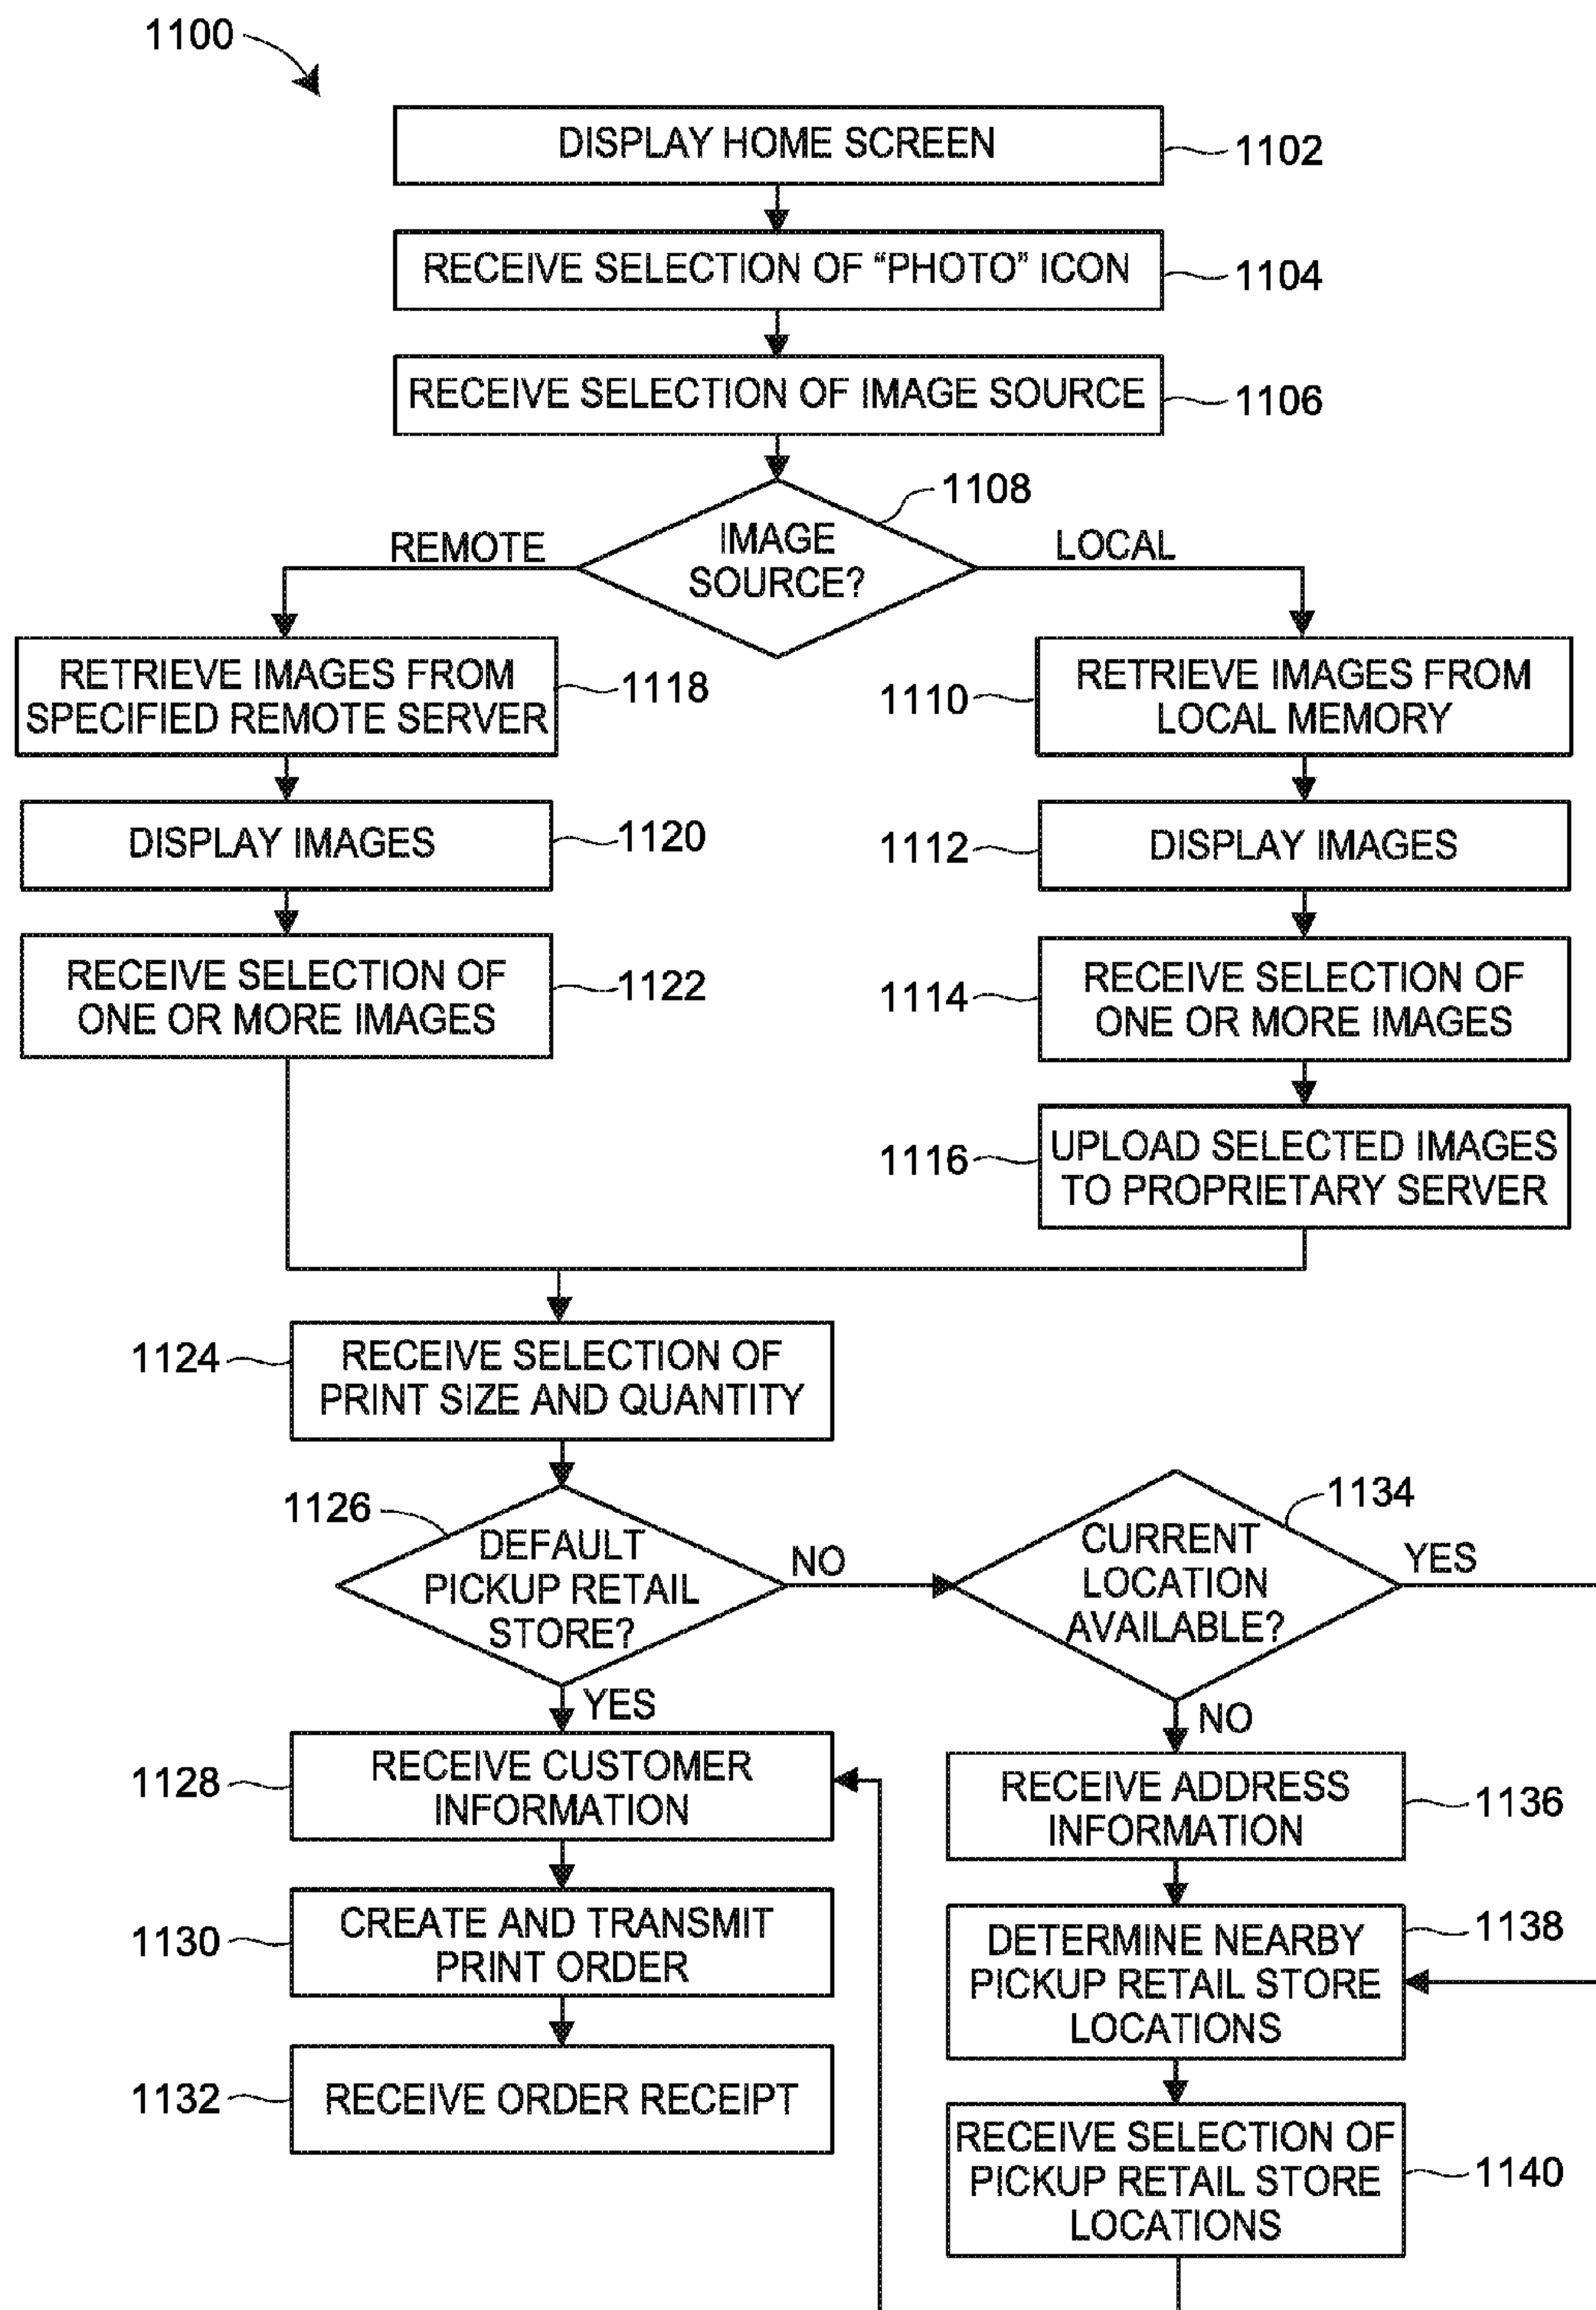 1100
DISPLAY HOME SCREEN
1102
RECEIVE SELECTION OF “PHOTO” ICON
1104
RECEIVE SELECTION OF IMAGE SOURCE
1106
1108
IMAGE
SOURCE?
REMOTE
LOCAL
RETRIEVE IMAGES FROM
SPECIFIED REMOTE SERVER
1118
DISPLAY IMAGES
1120
RECEIVE SELECTION OF
ONE OR MORE IMAGES
1122
1110
RETRIEVE IMAGES FROM
LOCAL MEMORY
1112
DISPLAY IMAGES
1114
RECEIVE SELECTION OF
ONE OR MORE IMAGES
1116
UPLOAD SELECTED IMAGES
TO PROPRIETARY SERVER
1124
RECEIVE SELECTION OF
PRINT SIZE AND QUANTITY
1126
DEFAULT
PICKUP RETAIL
STORE?
NO
YES
1128
RECEIVE CUSTOMER
INFORMATION
1130
CREATE AND TRANSMIT
PRINT ORDER
1132
RECEIVE ORDER RECEIPT
1134
CURRENT
LOCATION
AVAILABLE?
YES
NO
RECEIVE ADDRESS
INFORMATION
1136
DETERMINE NEARBY
PICKUP RETAIL STORE
LOCATIONS
1138
RECEIVE SELECTION OF
PICKUP RETAIL STORE
LOCATIONS
1140